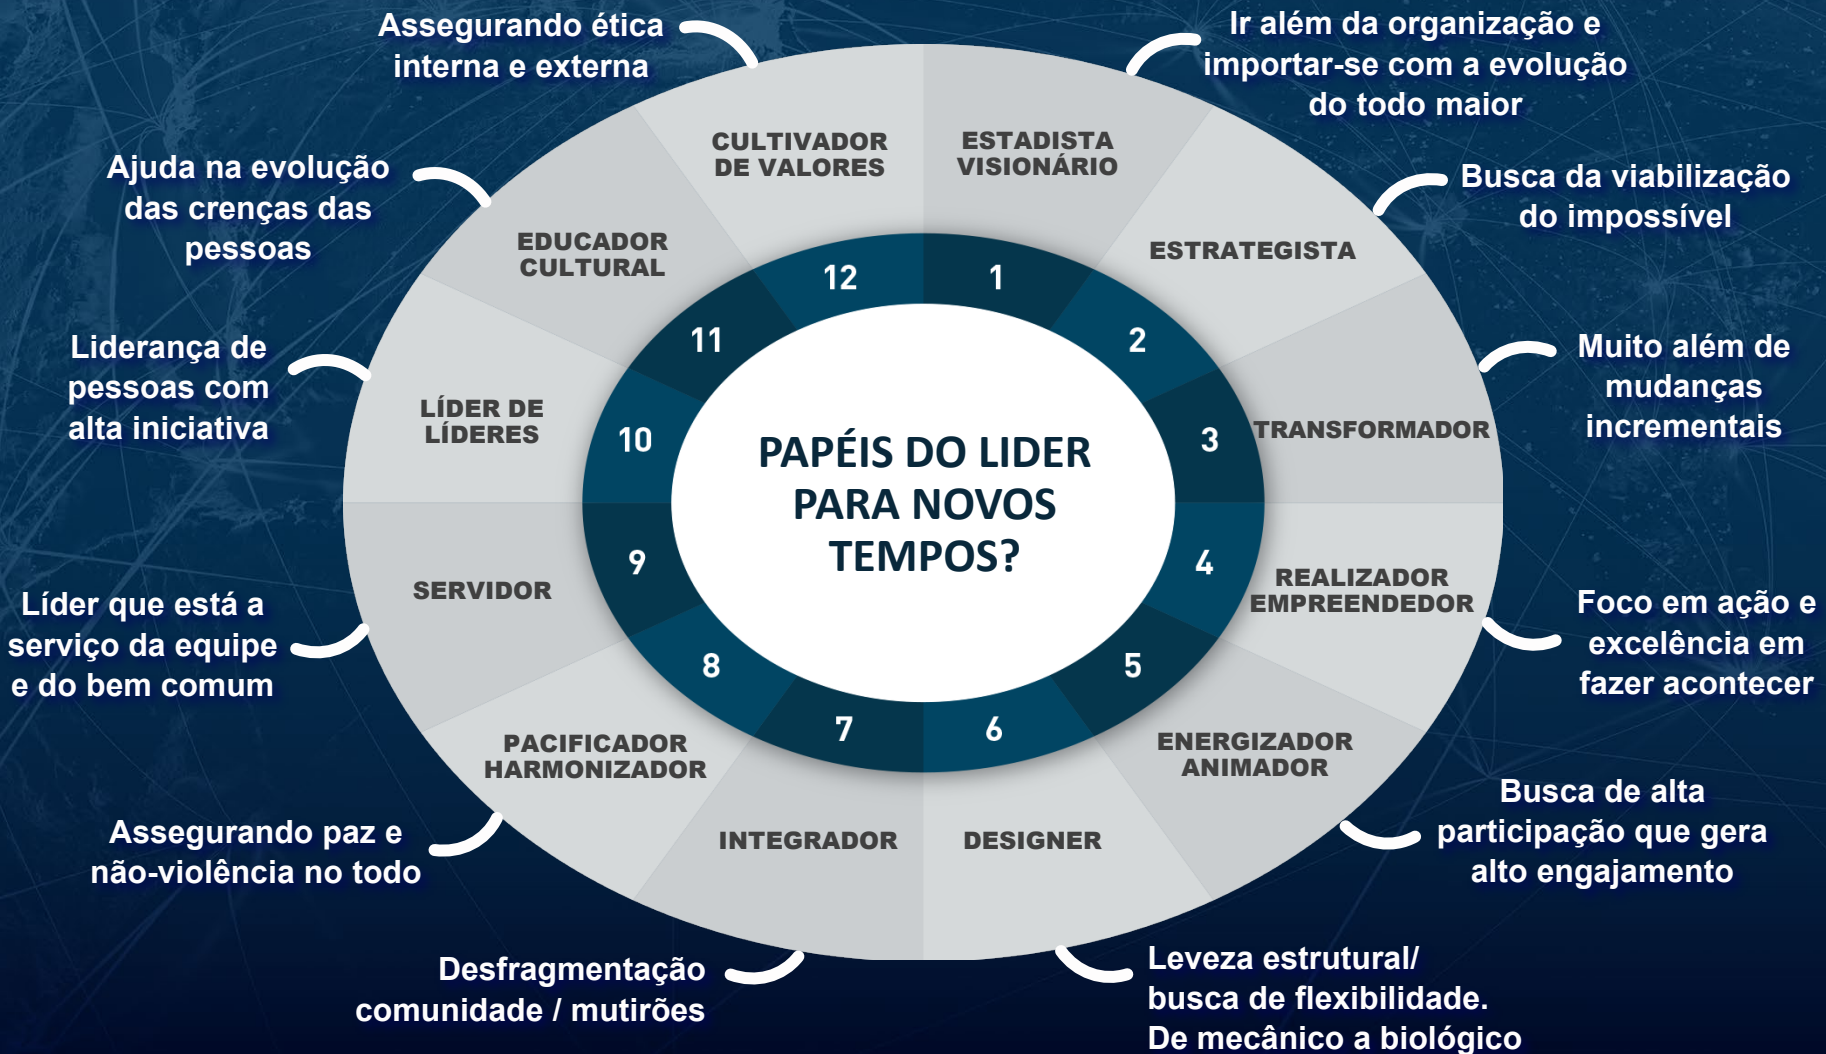 PAPÉIS DO LIDER
PARA NOVOS
TEMPOS?
1
ESTADISTA
VISIONÁRIO
Ir além da organização e
importar-se com a evolução
do todo maior
2
ESTRATEGISTA
Busca da viabilização
do impossível
3
TRANSFORMADOR
Muito além de
mudanças
incrementais
4
REALIZADOR
EMPREENDEDOR
Foco em ação e
excelência em
fazer acontecer
5
ENERGIZADOR
ANIMADOR
Busca de alta
participação que gera
alto engajamento
6
DESIGNER
Leveza estrutural/
busca de flexibilidade.
De mecânico a biológico
7
INTEGRADOR
Desfragmentação
comunidade / mutirões
8
PACIFICADOR
HARMONIZADOR
Assegurando paz e
não-violência no todo
9
SERVIDOR
Líder que está a
serviço da equipe
e do bem comum
10
LÍDER DE
LÍDERES
Liderança de
pessoas com
alta iniciativa
11
EDUCADOR
CULTURAL
Ajuda na evolução
das crenças das
pessoas
12
CULTIVADOR
DE VALORES
Assegurando ética
interna e externa